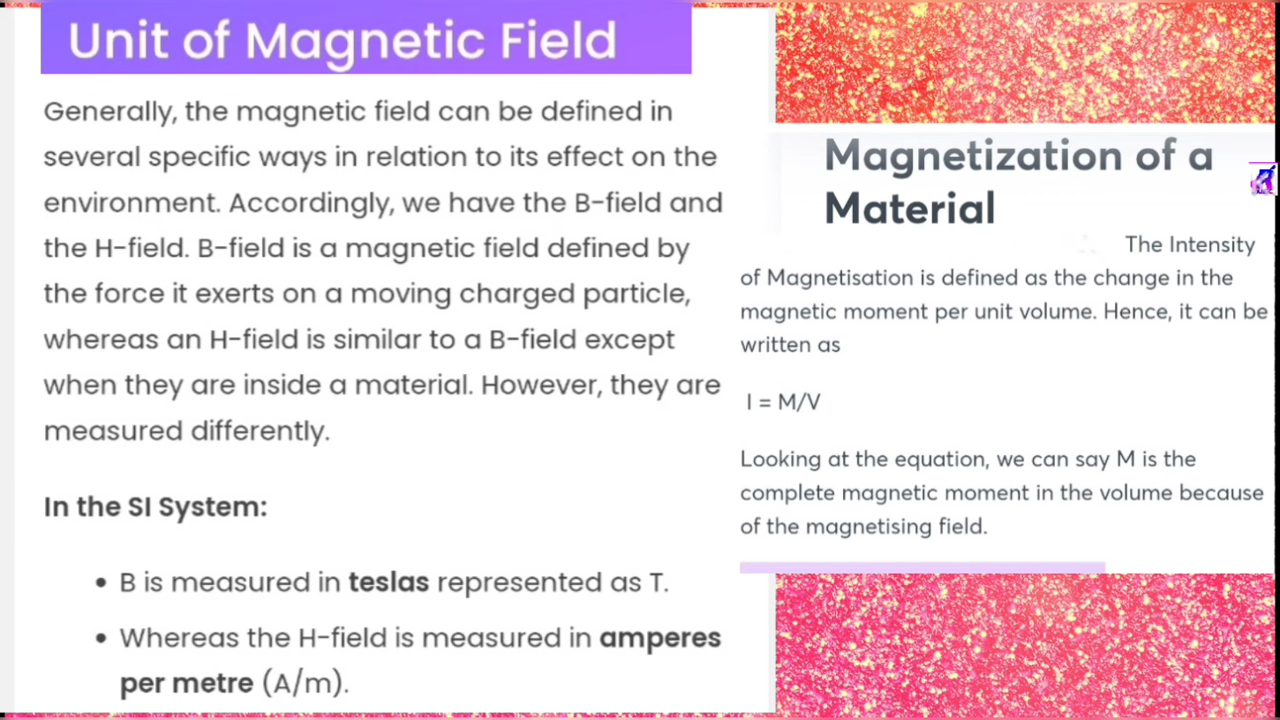 Unit of Magnetic Field
Generally, the magnetic field can be defined in
several specific ways in relation to its effect on the
environment. Accordingly, we have the B-field and
the H-field. B-field is a magnetic field defined by
the force it exerts on a moving charged particle,
whereas an H-field is similar to a B-field except
when they are inside a material. However, they are
measured differently.
In the SI System:
• B is measured in teslas represented as T.
• Whereas the H-field is measured in amperes
per metre (A/m).
Magnetization of a
Material
The Intensity
of Magnetisation is defined as the change in the
magnetic moment per unit volume. Hence, it can be
written as
I = M/V
Looking at the equation, we can say M is the
complete magnetic moment in the volume because
of the magnetising field.